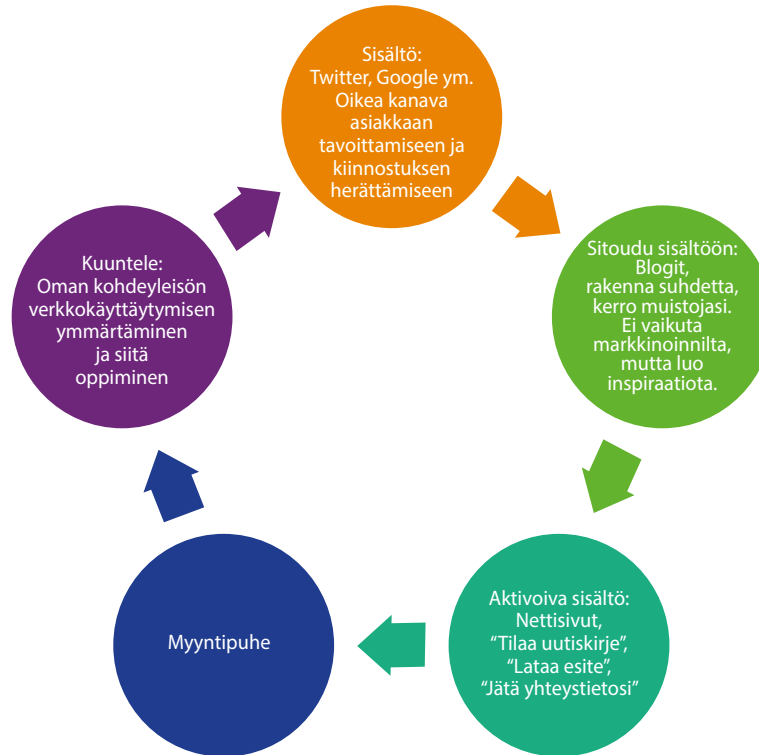 Sisältö:
Twitter, Google ym.
Oikea kanava
asiakkaan
tavoittamiseen ja
kiinnostuksen
herättämiseen
Sitoudu sisältöön:
Blogit,
rakenna suhdetta,
kerro muistojasi.
Ei vaikuta
markkinoinnilta,
mutta luo
inspiraatiota.
Aktivoiva sisältö:
Nettisivut,
“Tilaa uutiskirje”,
“Lataa esite”,
“Jätä yhteystietosi”
Myyntipuhe
Kuuntele:
Oman kohdeyleisön
verkkokäyttäytymisen
ymmärtäminen
ja siitä
oppiminen